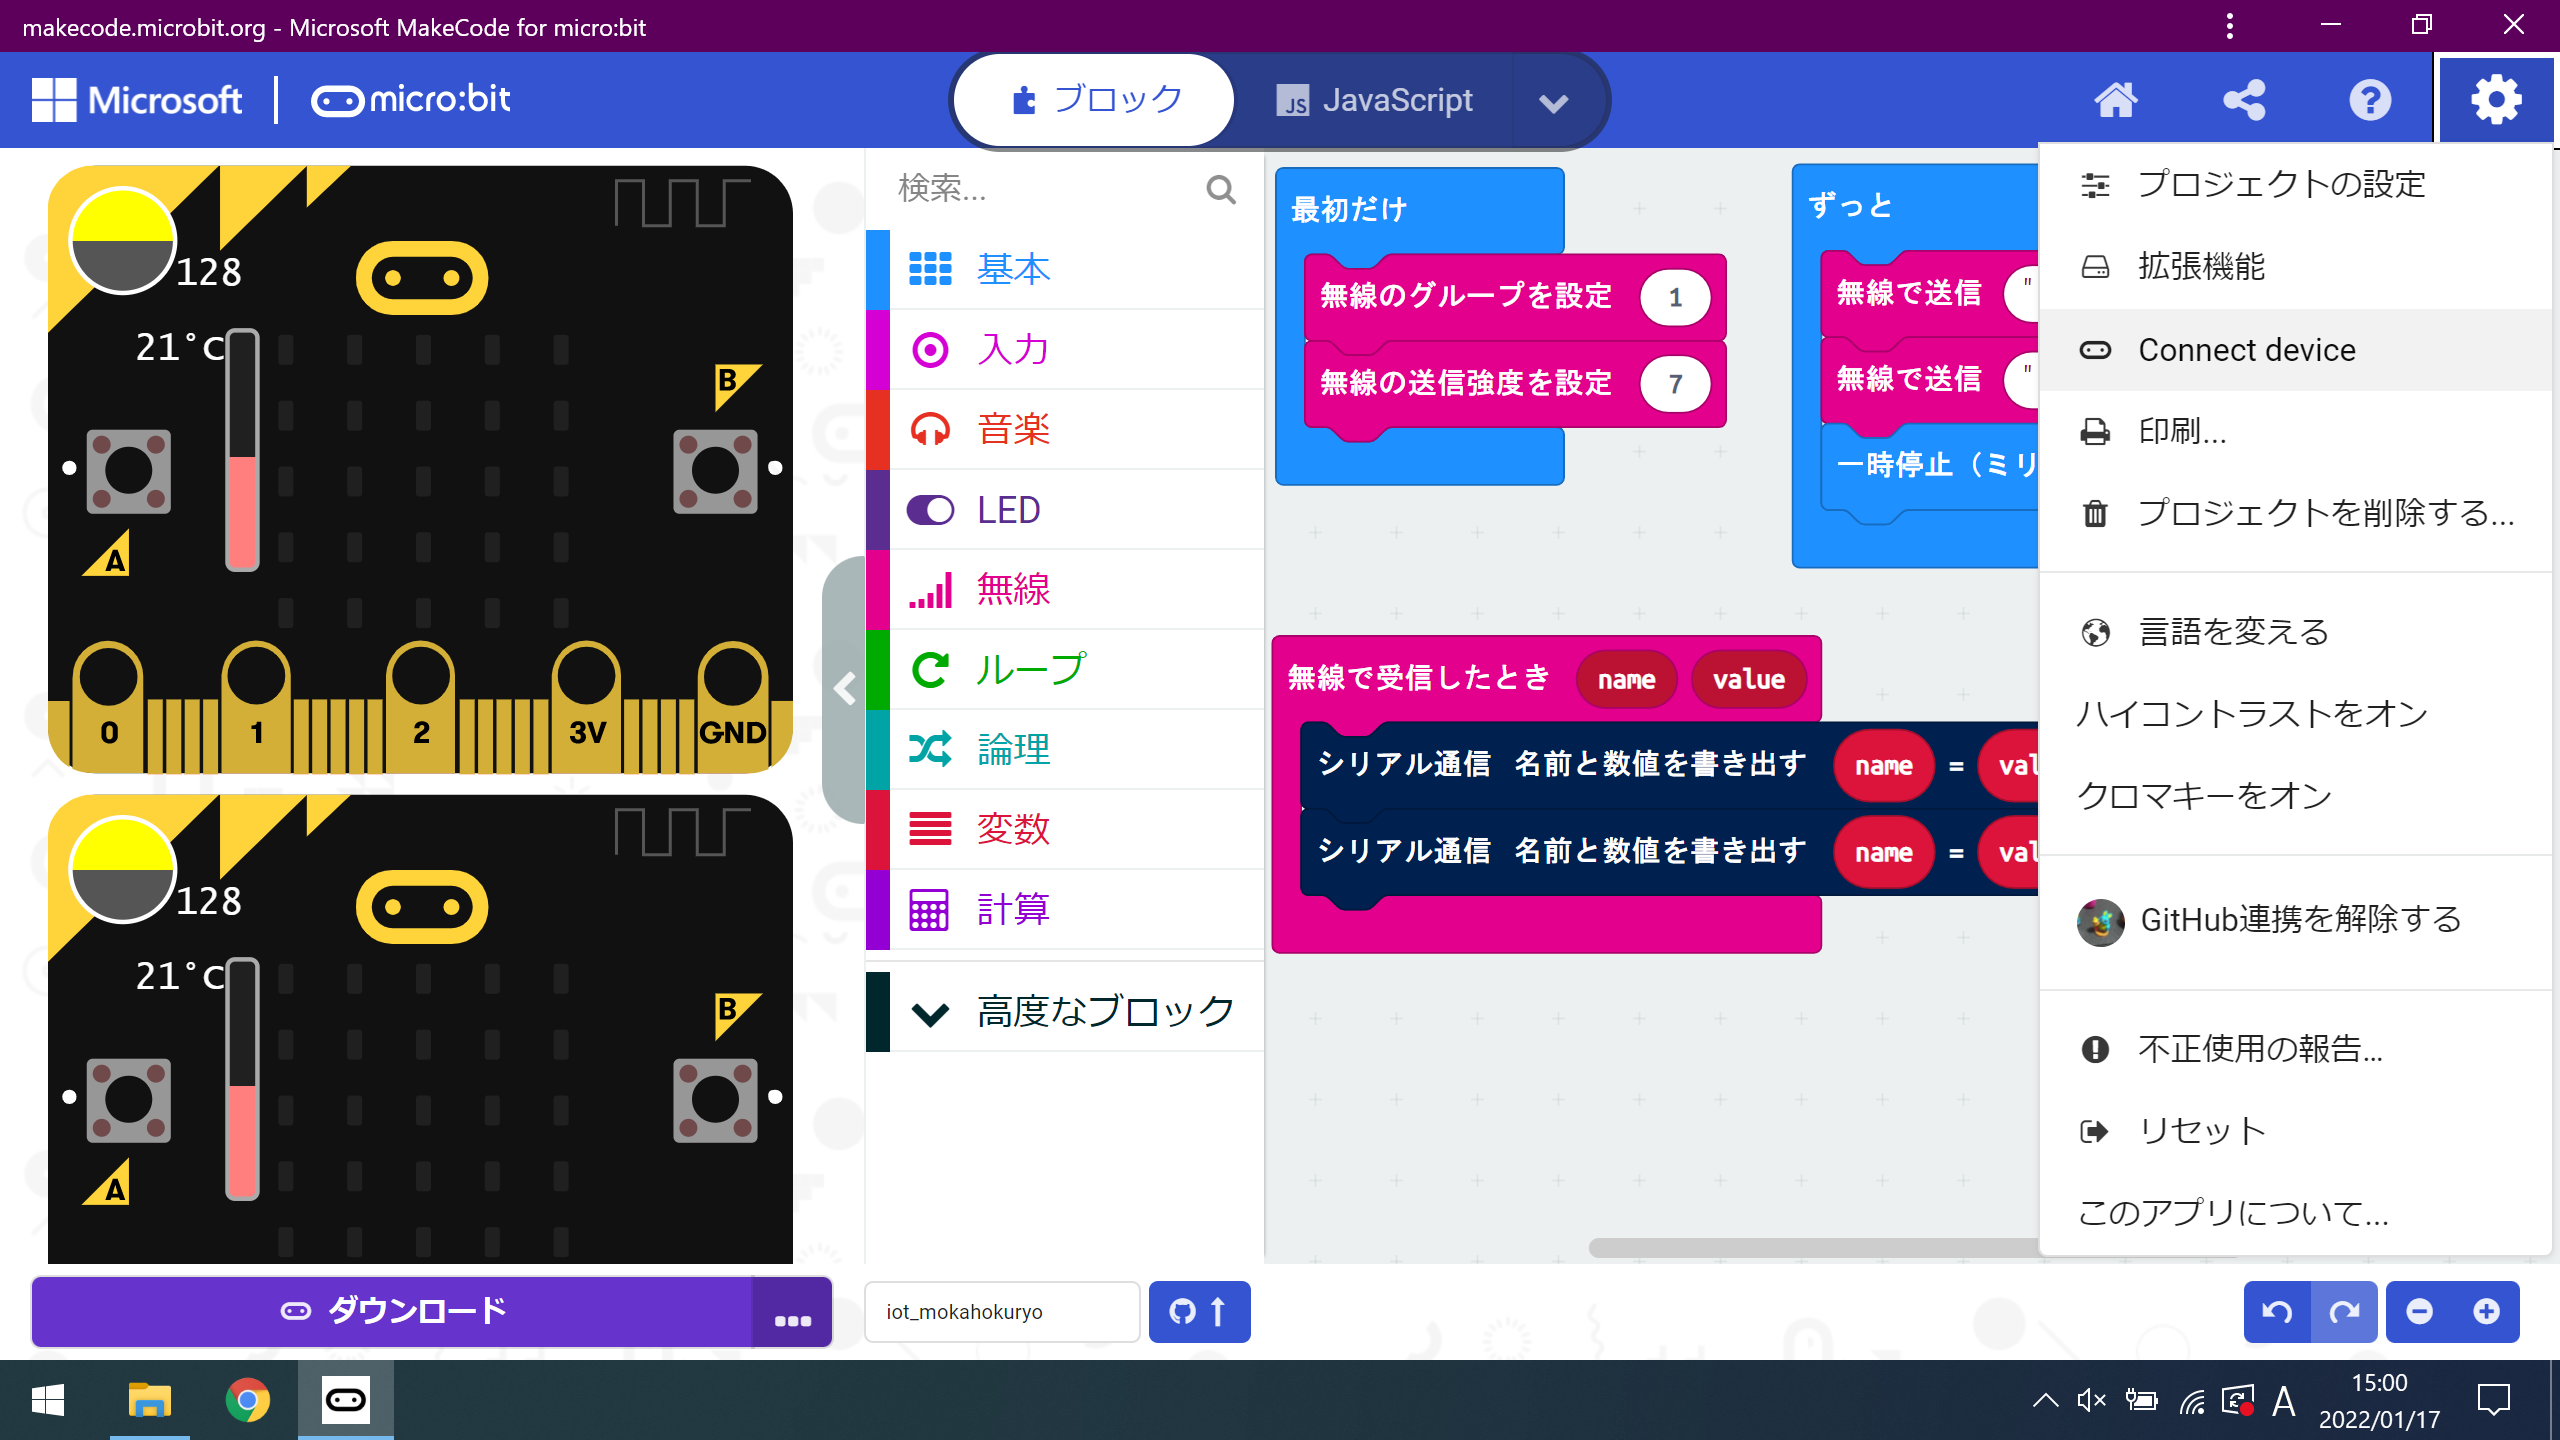 makecode.microbit.org - Microsoft MakeCode for micro:bit
Microsoft
micro:bit
ブロック
JS JavaScript
128
21°C
B
A
0 1 2 3V GND
128
21°C
B
A
検索...
基本
入力
音楽
LED
無線
ループ
論理
変数
計算
高度なブロック
最初だけ
無線のグループを設定 1
無線の送信強度を設定 7
ずっと
無線で送信 "
無線で送信 "
一時停止（ミリ
無線で受信したとき name value
シリアル通信 名前と数値を書き出す name = val
シリアル通信 名前と数値を書き出す name = val
プロジェクトの設定
拡張機能
Connect device
印刷...
プロジェクトを削除する...
言語を変える
ハイコントラストをオン
クロマキーをオン
GitHub連携を解除する
不正使用の報告...
リセット
このアプリについて...
ダウンロード
...
iot_mokahokuryo
A
15:00
2022/01/17